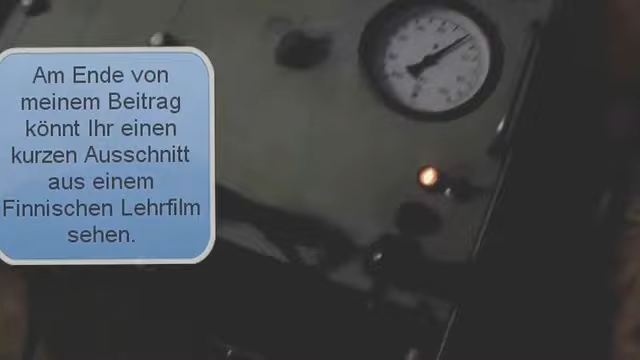 Am Ende von
meinem Beitrag
könnt Ihr einen
kurzen Ausschnitt
aus einem
Finnischen Lehrfilm
sehen.